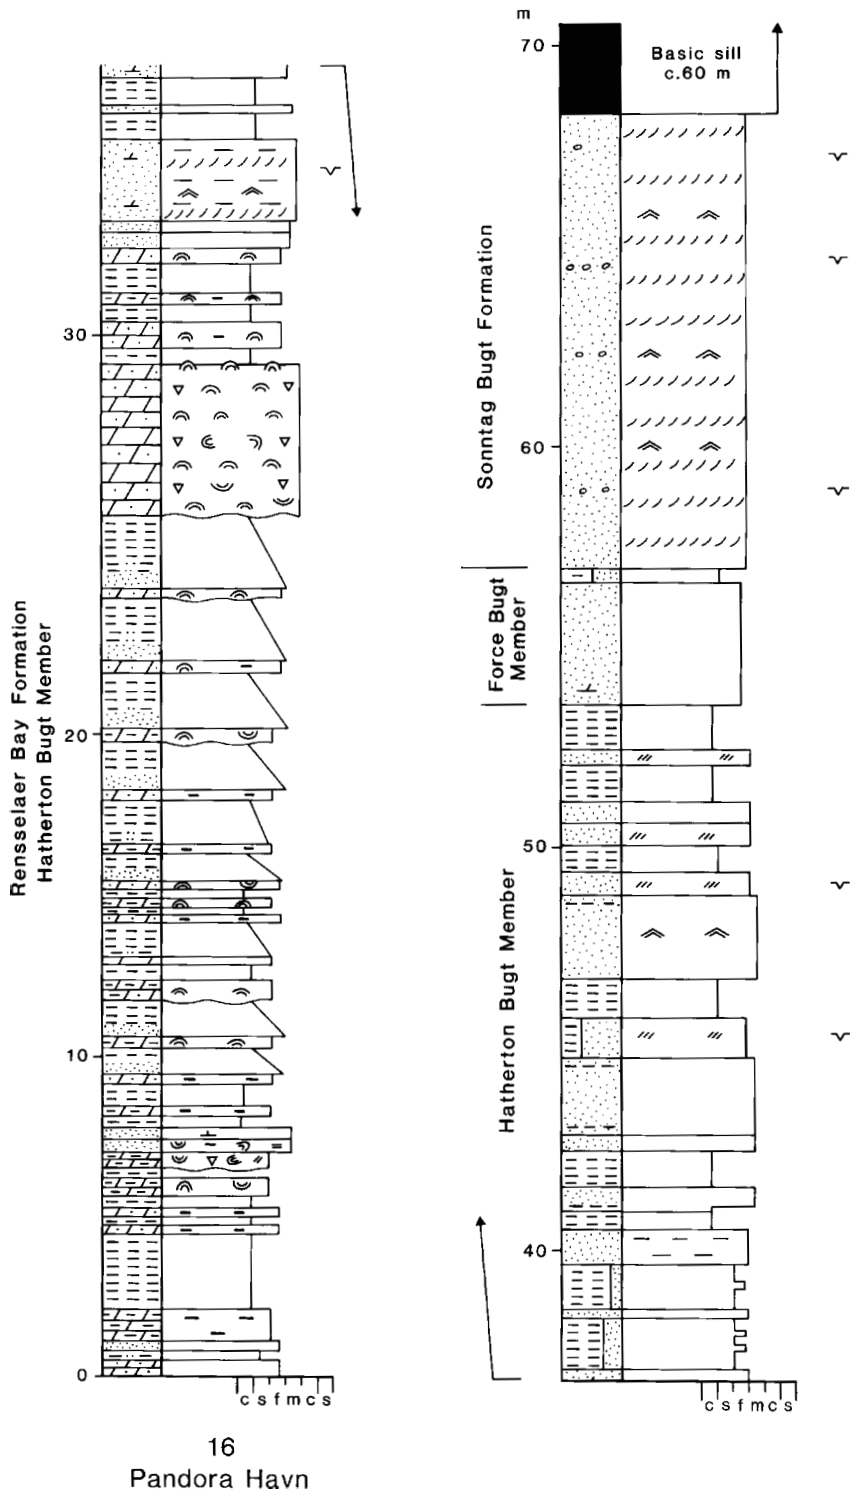 30
20
10
0
Rensselaer Bay Formation
Hatherton Bugt Member
c s f m c s
16
Pandora Havn
m
70
60
50
40
Basic sill
c.60 m
Sonntag Bugt Formation
Force Bugt
Member
Hatherton Bugt Member
c s f m c s